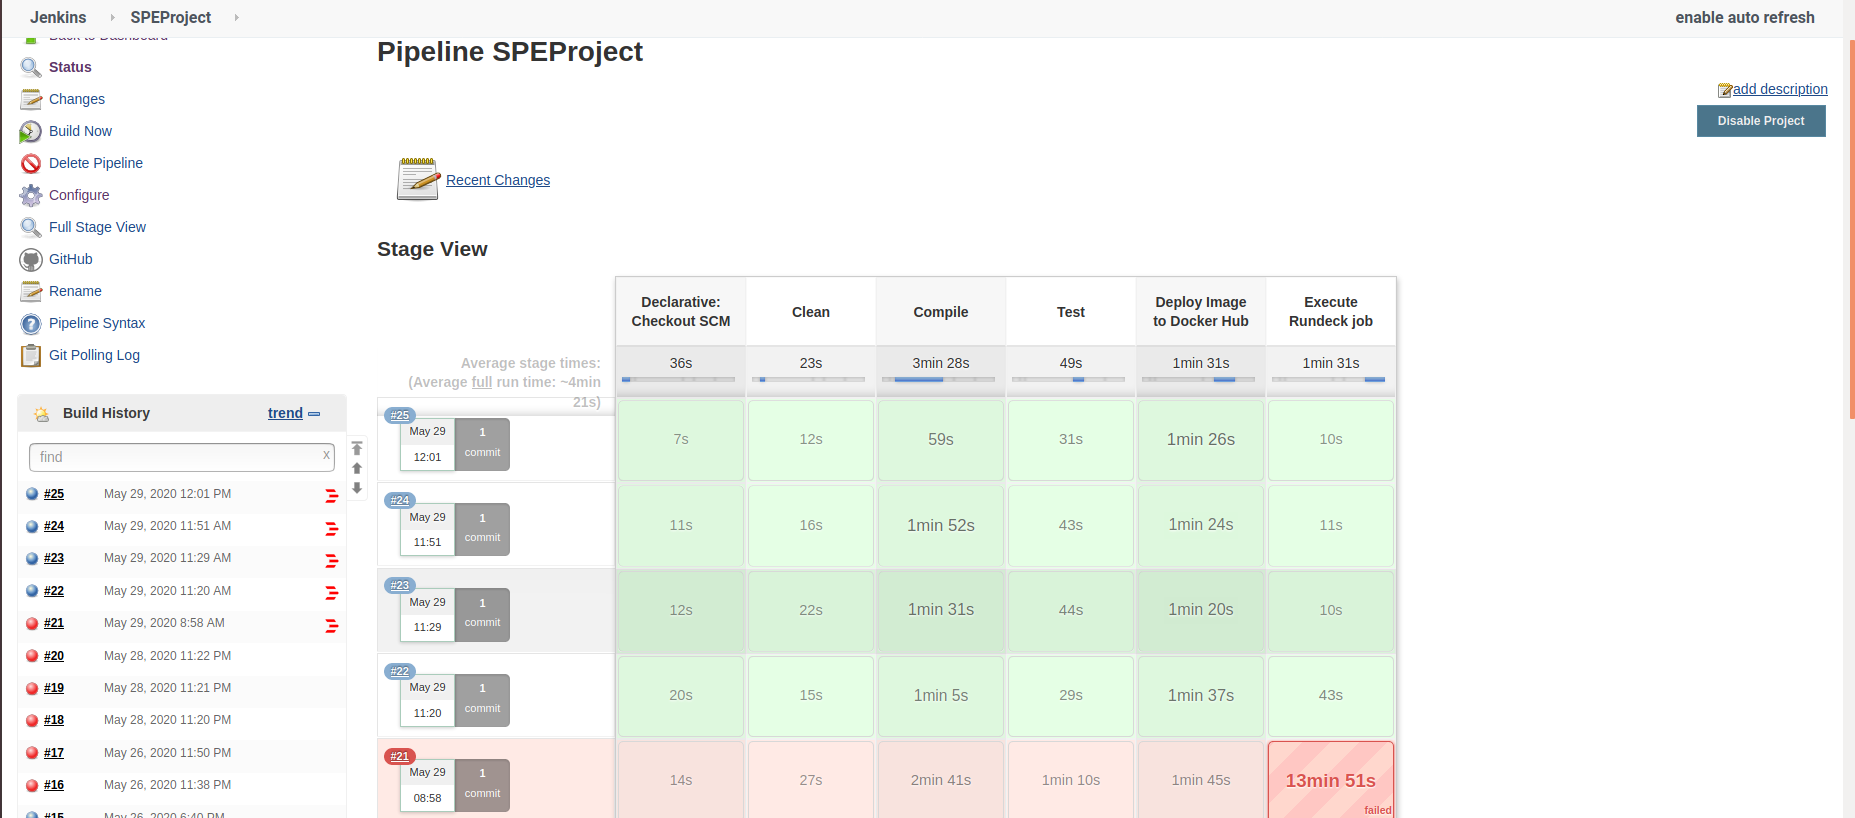 Jenkins
SPEProject
enable auto refresh
Back to Dashboard
Status
Changes
Build Now
Delete Pipeline
Configure
Full Stage View
GitHub
Rename
Pipeline Syntax
Git Polling Log
Build History
trend
find
x
#25 May 29, 2020 12:01 PM
#24 May 29, 2020 11:51 AM
#23 May 29, 2020 11:29 AM
#22 May 29, 2020 11:20 AM
#21 May 29, 2020 8:58 AM
#20 May 28, 2020 11:22 PM
#19 May 28, 2020 11:21 PM
#18 May 28, 2020 11:20 PM
#17 May 26, 2020 11:50 PM
#16 May 26, 2020 11:38 PM
#15 May 26, 2020 6:40 PM
Pipeline SPEProject
add description
Disable Project
Recent Changes
Stage View
Declarative:
Checkout SCM
Clean
Compile
Test
Deploy Image
to Docker Hub
Execute
Rundeck job
Average stage times:
(Average full run time: ~4min
21s)
36s
23s
3min 28s
49s
1min 31s
1min 31s
#25
May 29
12:01
1
commit
7s
12s
59s
31s
1min 26s
10s
#24
May 29
11:51
1
commit
11s
16s
1min 52s
43s
1min 24s
11s
#23
May 29
11:29
1
commit
12s
22s
1min 31s
44s
1min 20s
10s
#22
May 29
11:20
1
commit
20s
15s
1min 5s
29s
1min 37s
43s
#21
May 29
08:58
1
commit
14s
27s
2min 41s
1min 10s
1min 45s
13min 51s
failed